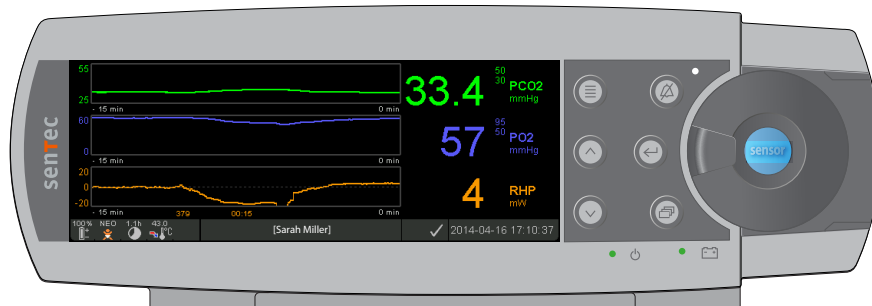 senTec
55
25
- 15 min 0 min
33.4
50
30
PCO2
mmHg
60
0
- 15 min 0 min
57
95
50
PO2
mmHg
20
0
-20
- 15 min 379 00:15 0 min
4
RHP
mW
100% NEO 1.1h 43.0
°C
[Sarah Miller]
2014-04-16 17:10:37
sensor